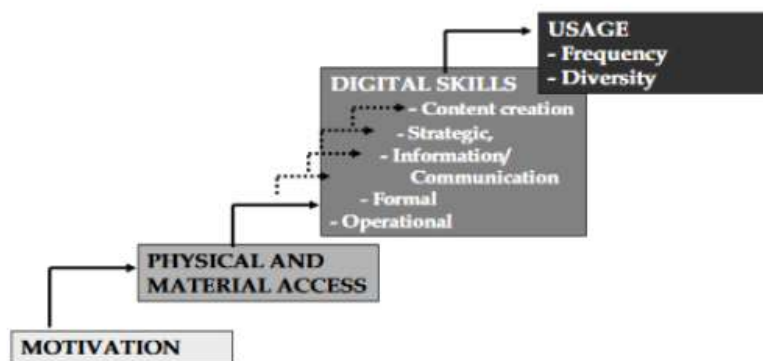 USAGE
- Frequency
- Diversity
DIGITAL SKILLS
- Content creation
- Strategic,
- Information/
Communication
- Formal
- Operational
PHYSICAL AND
MATERIAL ACCESS
MOTIVATION